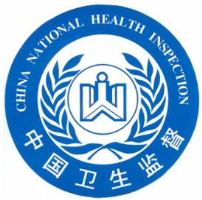 CHINA NATIONAL HEALTH INSPECTION
中国卫生监督